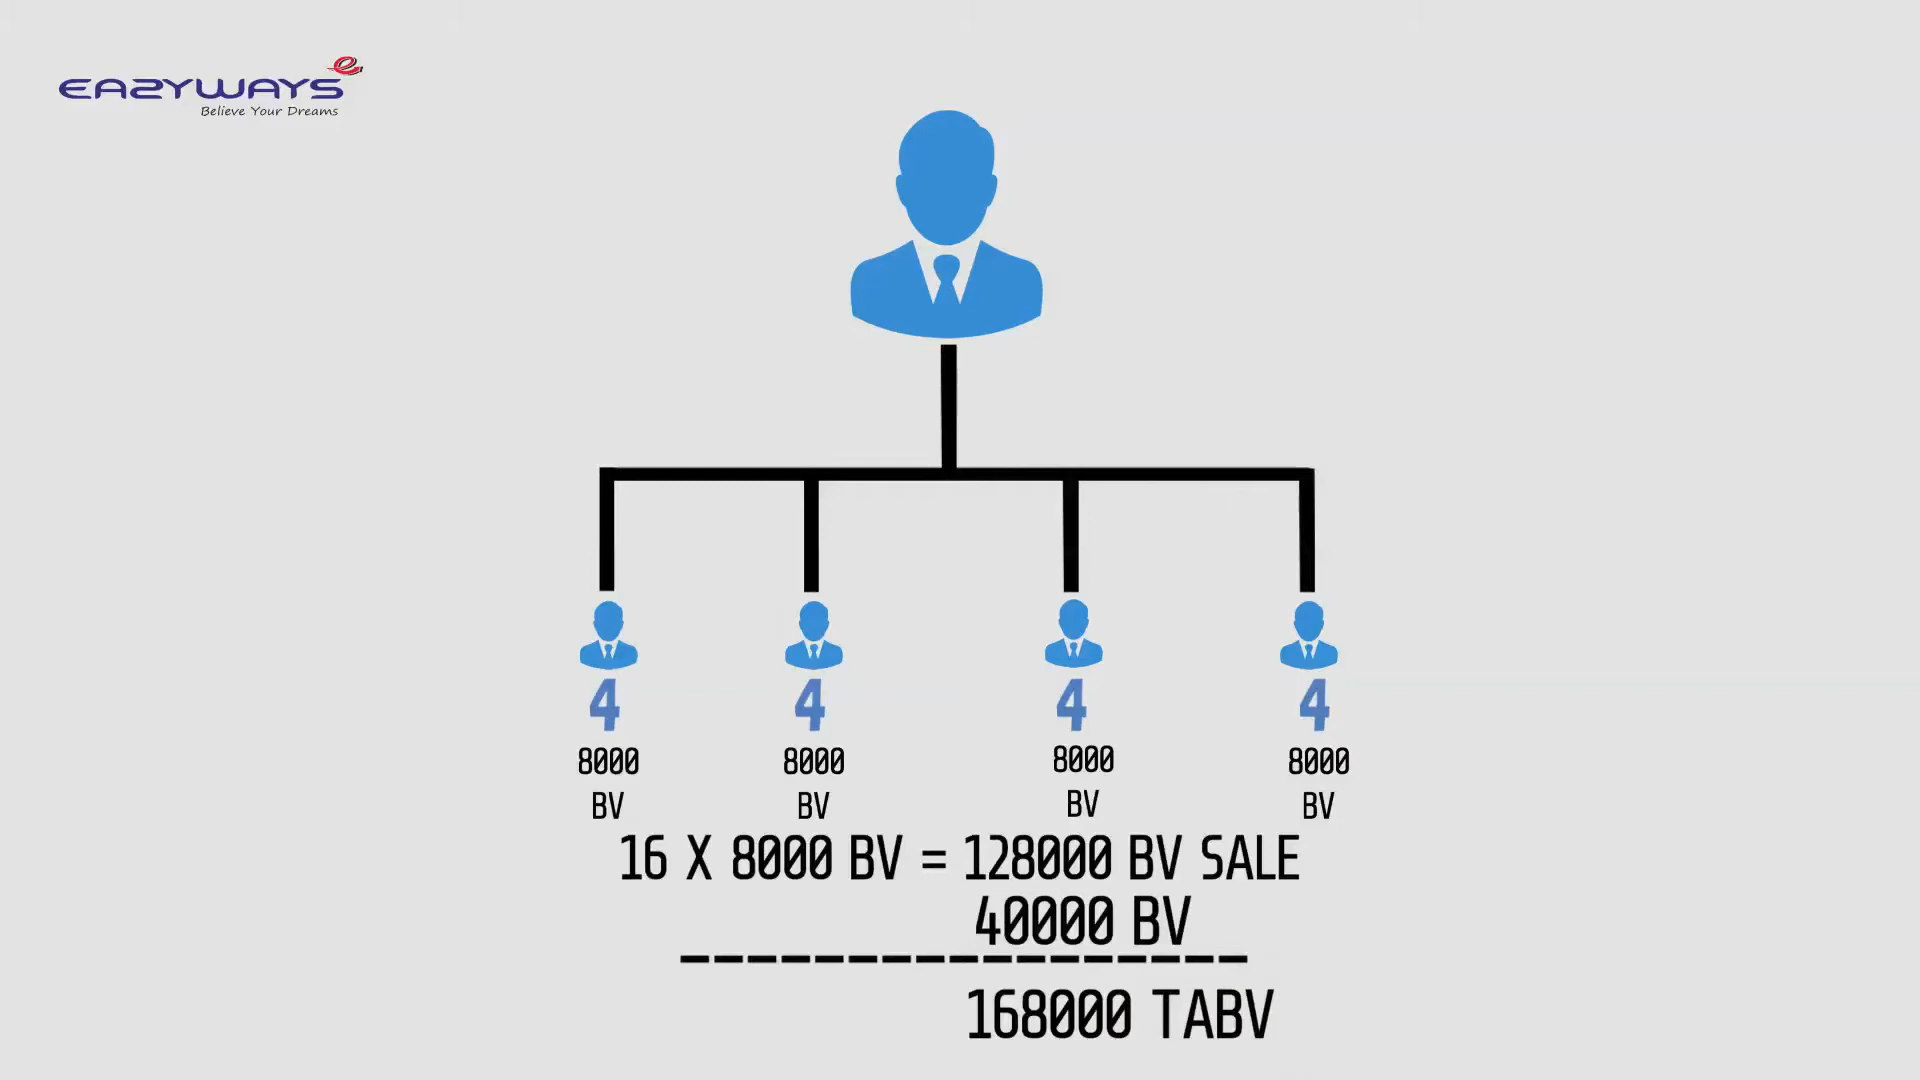 EAZYWAYS
Believe Your Dreams
4 4 4 4
8000 8000 8000 8000
BV BV BV BV
16 X 8000 BV = 128000 BV SALE
40000 BV
168000 TABV